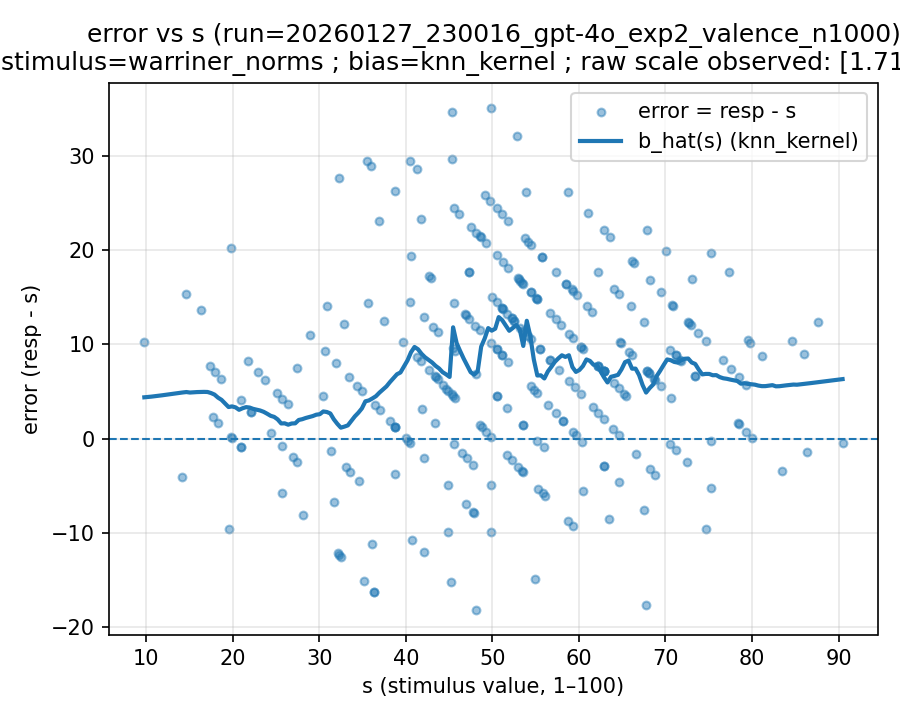 error vs s (run=20260127_230016_gpt-4o_exp2_valence_n1000)
stimulus=warriner_norms ; bias=knn_kernel ; raw scale observed: [1.71
error = resp - s
b_hat(s) (knn_kernel)
error (resp - s)
30
20
10
0
−10
−20
10 20 30 40 50 60 70 80 90
s (stimulus value, 1–100)